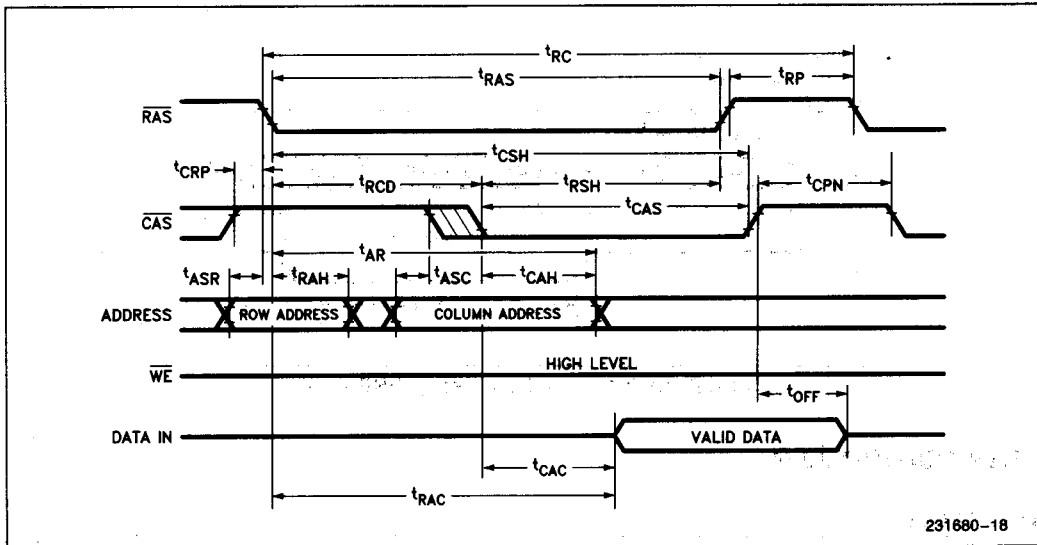 tRC
tRAS
tRP
RAS
tCSH
tCRP
tRCD
tRSH
tCPN
CAS
tCAS
tAR
tASR
tRAH
tASC
tCAH
ADDRESS
ROW ADDRESS
COLUMN ADDRESS
WE
HIGH LEVEL
tOFF
DATA IN
VALID DATA
tCAC
tRAC
231680-18